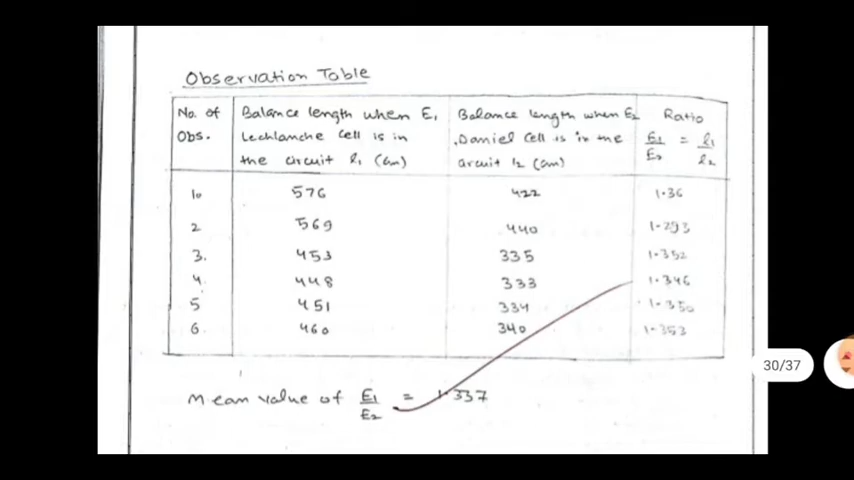 Observation Table
No. of Obs. | Balance length when E1 Lechlanche cell is in the circuit l1 (cm) | Balance length when E2 Daniel cell is in the circuit l2 (cm) | Ratio E1/E2 = l1/l2
10 | 576 | 422 | 1.36
2 | 569 | 440 | 1.293
3. | 453 | 335 | 1.352
4. | 448 | 333 | 1.346
5 | 451 | 334 | 1.350
6. | 460 | 340 | 1.353
Mean value of E1/E2 = 1.337
30/37